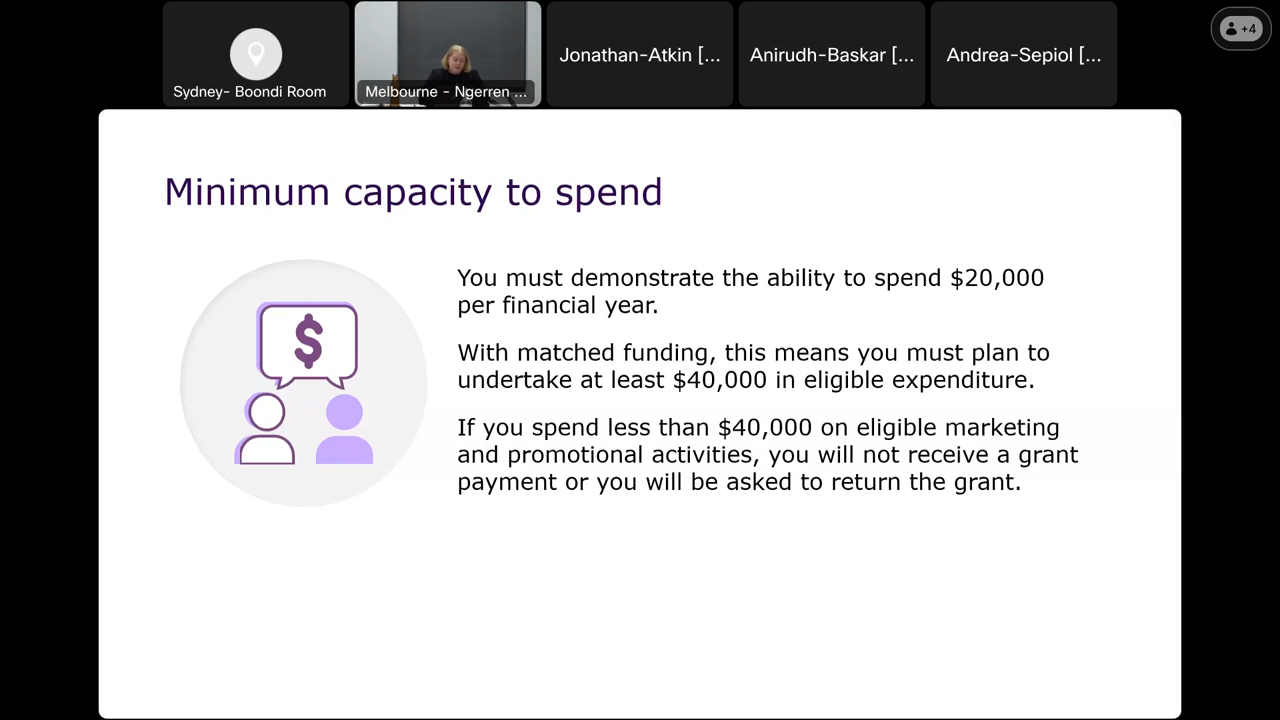 Sydney- Boondi Room
Melbourne - Ngerren ...
Jonathan-Atkin [...
Anirudh-Baskar [...
Andrea-Sepiol [...
+4
Minimum capacity to spend
$
You must demonstrate the ability to spend $20,000
per financial year.
With matched funding, this means you must plan to
undertake at least $40,000 in eligible expenditure.
If you spend less than $40,000 on eligible marketing
and promotional activities, you will not receive a grant
payment or you will be asked to return the grant.